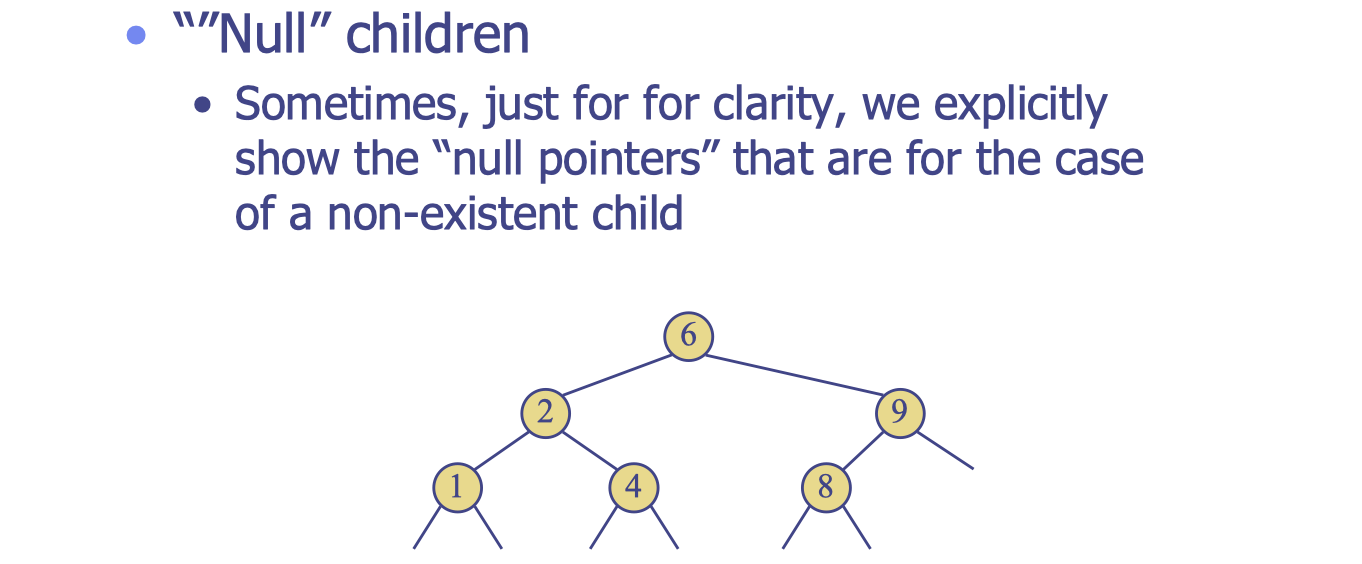 “”Null” children
Sometimes, just for for clarity, we explicitly
show the “null pointers” that are for the case
of a non-existent child
6
2
9
1
4
8